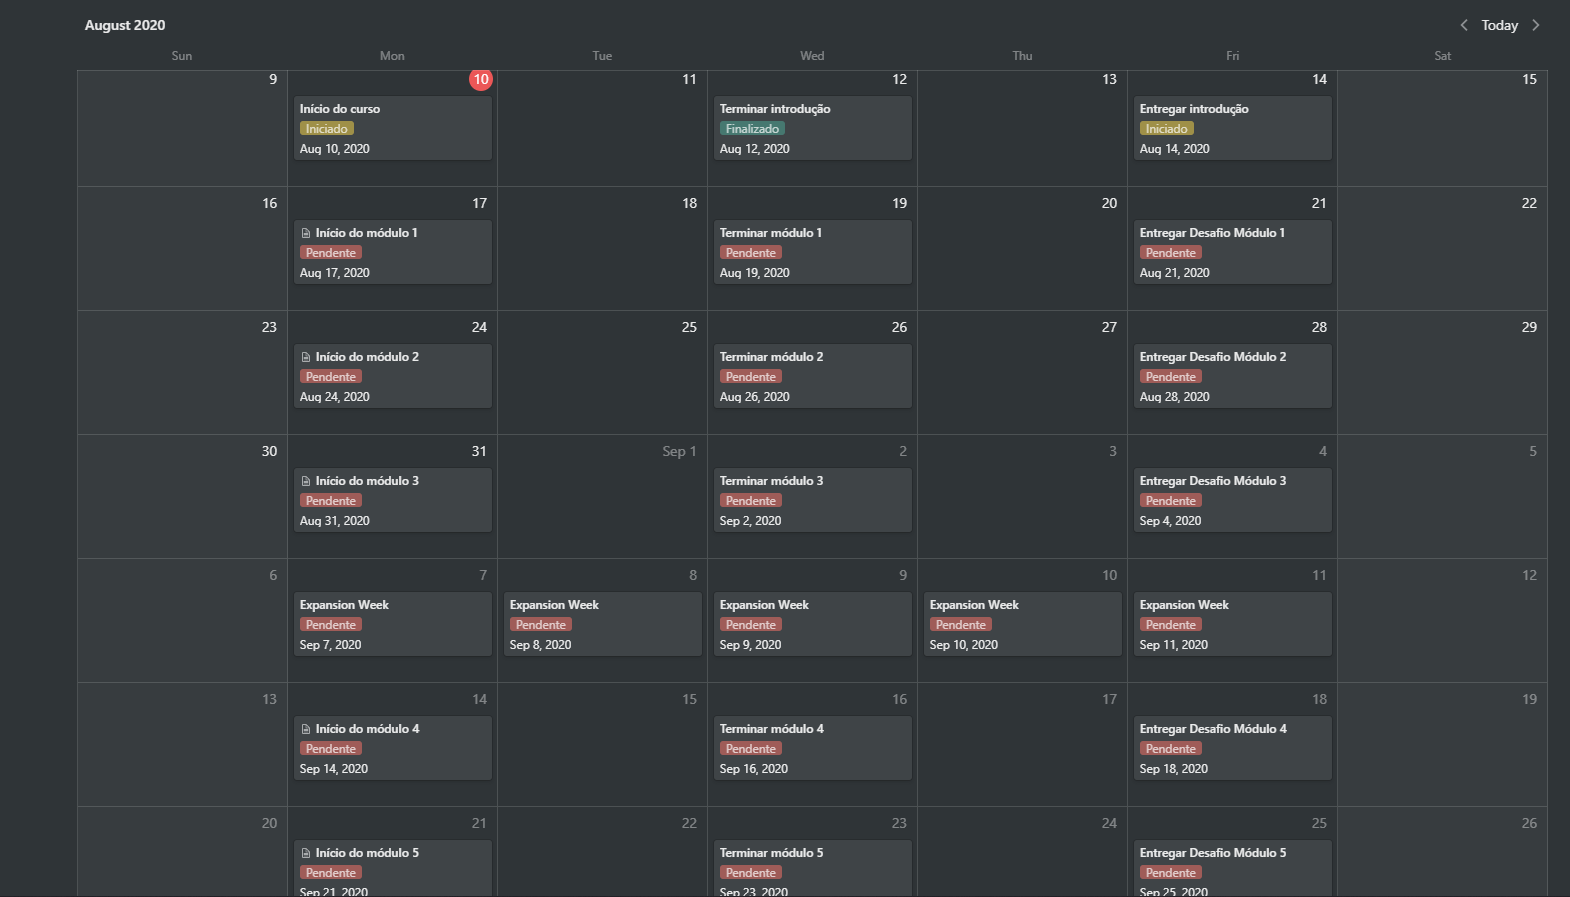 August 2020
Today
Sun Mon Tue Wed Thu Fri Sat
9 10 11 12 13 14 15
Início do curso
Iniciado
Aug 10, 2020
Terminar introdução
Finalizado
Aug 12, 2020
Entregar introdução
Iniciado
Aug 14, 2020
16 17 18 19 20 21 22
Início do módulo 1
Pendente
Aug 17, 2020
Terminar módulo 1
Pendente
Aug 19, 2020
Entregar Desafio Módulo 1
Pendente
Aug 21, 2020
23 24 25 26 27 28 29
Início do módulo 2
Pendente
Aug 24, 2020
Terminar módulo 2
Pendente
Aug 26, 2020
Entregar Desafio Módulo 2
Pendente
Aug 28, 2020
30 31 Sep 1 2 3 4 5
Início do módulo 3
Pendente
Aug 31, 2020
Terminar módulo 3
Pendente
Sep 2, 2020
Entregar Desafio Módulo 3
Pendente
Sep 4, 2020
6 7 8 9 10 11 12
Expansion Week
Pendente
Sep 7, 2020
Expansion Week
Pendente
Sep 8, 2020
Expansion Week
Pendente
Sep 9, 2020
Expansion Week
Pendente
Sep 10, 2020
Expansion Week
Pendente
Sep 11, 2020
13 14 15 16 17 18 19
Início do módulo 4
Pendente
Sep 14, 2020
Terminar módulo 4
Pendente
Sep 16, 2020
Entregar Desafio Módulo 4
Pendente
Sep 18, 2020
20 21 22 23 24 25 26
Início do módulo 5
Pendente
Sep 21, 2020
Terminar módulo 5
Pendente
Sep 23, 2020
Entregar Desafio Módulo 5
Pendente
Sep 25, 2020